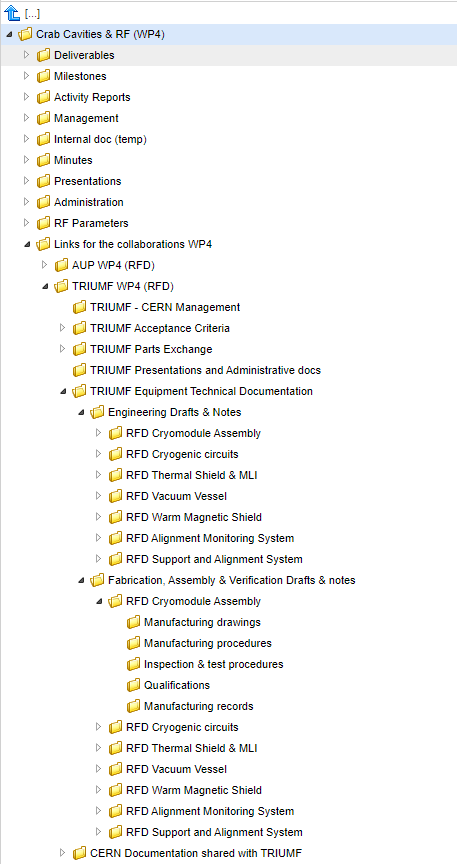 [...]
Crab Cavities & RF (WP4)
Deliverables
Milestones
Activity Reports
Management
Internal doc (temp)
Minutes
Presentations
Administration
RF Parameters
Links for the collaborations WP4
AUP WP4 (RFD)
TRIUMF WP4 (RFD)
TRIUMF - CERN Management
TRIUMF Acceptance Criteria
TRIUMF Parts Exchange
TRIUMF Presentations and Administrative docs
TRIUMF Equipment Technical Documentation
Engineering Drafts & Notes
RFD Cryomodule Assembly
RFD Cryogenic circuits
RFD Thermal Shield & MLI
RFD Vacuum Vessel
RFD Warm Magnetic Shield
RFD Alignment Monitoring System
RFD Support and Alignment System
Fabrication, Assembly & Verification Drafts & notes
RFD Cryomodule Assembly
Manufacturing drawings
Manufacturing procedures
Inspection & test procedures
Qualifications
Manufacturing records
RFD Cryogenic circuits
RFD Thermal Shield & MLI
RFD Vacuum Vessel
RFD Warm Magnetic Shield
RFD Alignment Monitoring System
RFD Support and Alignment System
CERN Documentation shared with TRIUMF